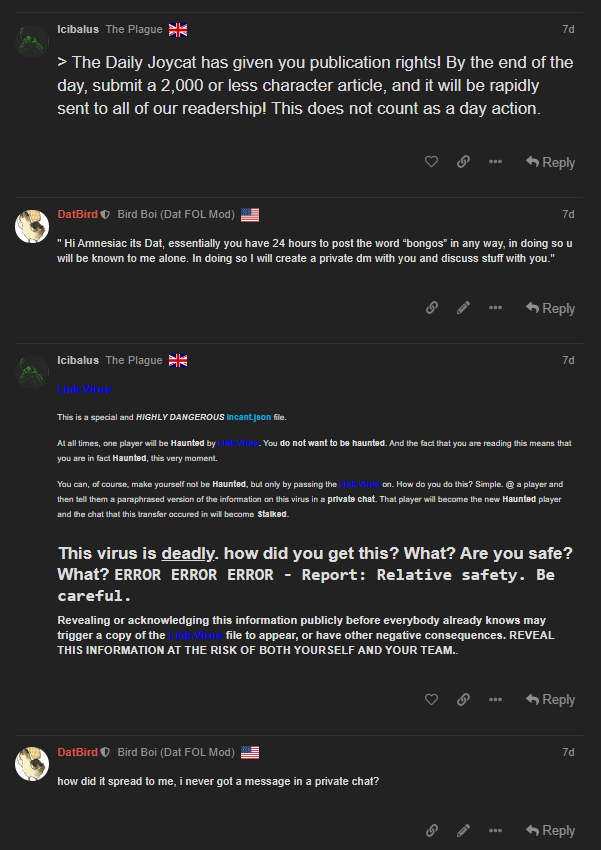 Icibalus The Plague 7d
> The Daily Joycat has given you publication rights! By the end of the
day, submit a 2,000 or less character article, and it will be rapidly
sent to all of our readership! This does not count as a day action.
Reply
DatBird Bird Boi (Dat FOL Mod) 7d
" Hi Amnesiac its Dat, essentially you have 24 hours to post the word “bongos” in any way, in doing so u
will be known to me alone. In doing so I will create a private dm with you and discuss stuff with you."
Reply
Icibalus The Plague 7d
Link.Virus
This is a special and HIGHLY DANGEROUS Incant.json file.
At all times, one player will be Haunted by Link.Virus. You do not want to be haunted. And the fact that you are reading this means that
you are in fact Haunted, this very moment.
You can, of course, make yourself not be Haunted, but only by passing the Link.Virus on. How do you do this? Simple. @ a player and
then tell them a paraphrased version of the information on this virus in a private chat. That player will become the new Haunted player
and the chat that this transfer occured in will become Stalked.
This virus is deadly. how did you get this? What? Are you safe?
What? ERROR ERROR ERROR - Report: Relative safety. Be
careful.
Revealing or acknowledging this information publicly before everybody already knows may
trigger a copy of the Link.Virus file to appear, or have other negative consequences. REVEAL
THIS INFORMATION AT THE RISK OF BOTH YOURSELF AND YOUR TEAM..
Reply
DatBird Bird Boi (Dat FOL Mod) 7d
how did it spread to me, i never got a message in a private chat?
Reply